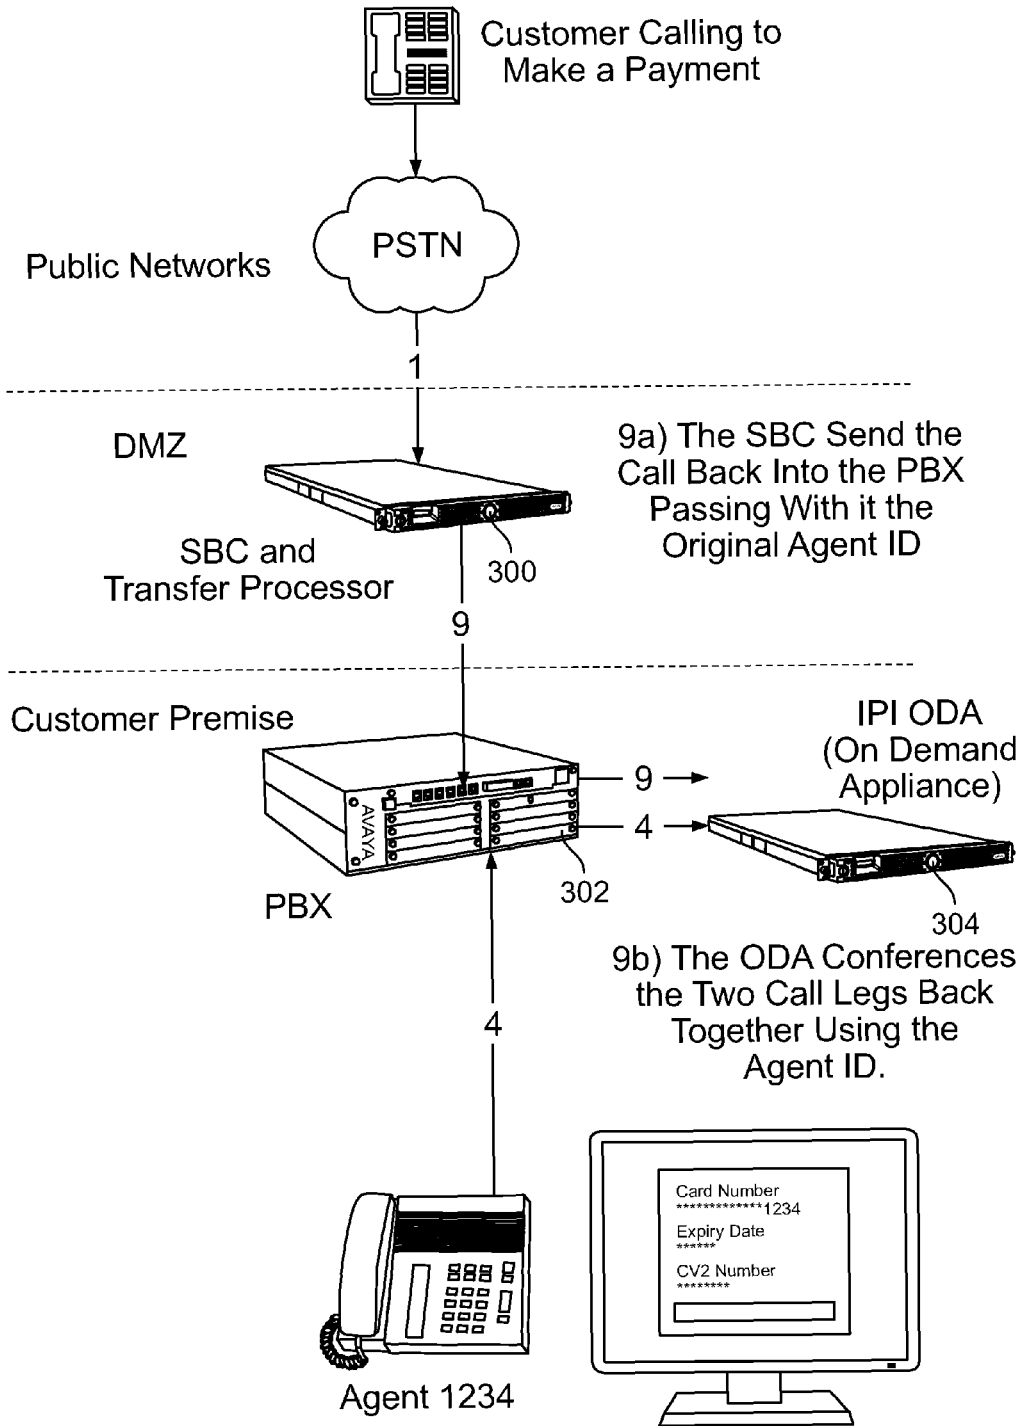 Customer Calling to
Make a Payment
PSTN
Public Networks
1
DMZ
9a) The SBC Send the
Call Back Into the PBX
Passing With it the
Original Agent ID
SBC and
Transfer Processor
300
9
Customer Premise
IPI ODA
(On Demand
Appliance)
9
4
AVAYA
302
PBX
304
9b) The ODA Conferences
the Two Call Legs Back
Together Using the
Agent ID.
4
Card Number
*************1234
Expiry Date
******
CV2 Number
********
Agent 1234